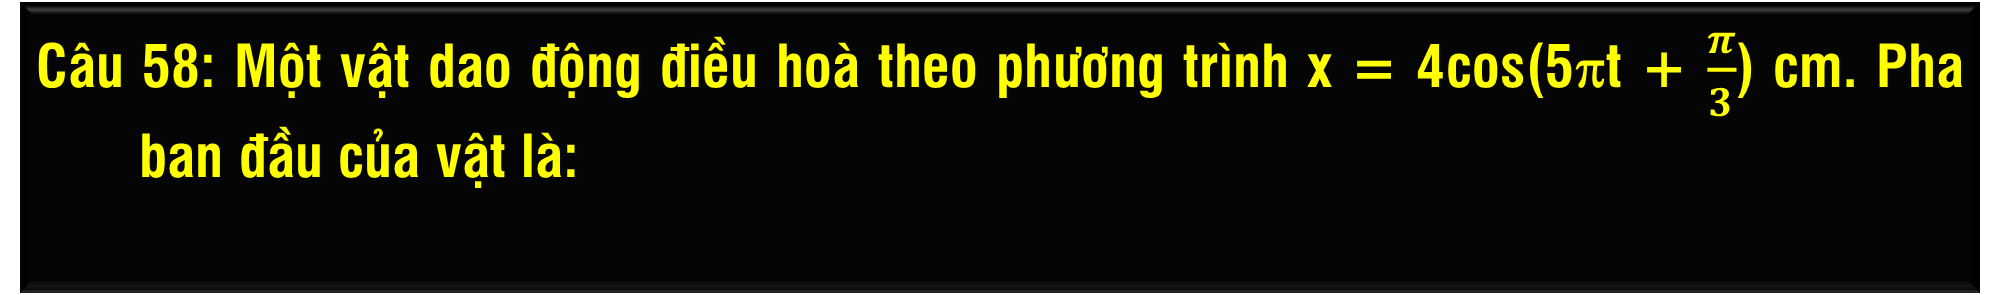 Câu 58: Một vật dao động điều hoà theo phương trình x = 4cos(5πt + π/3) cm. Pha
ban đầu của vật là: